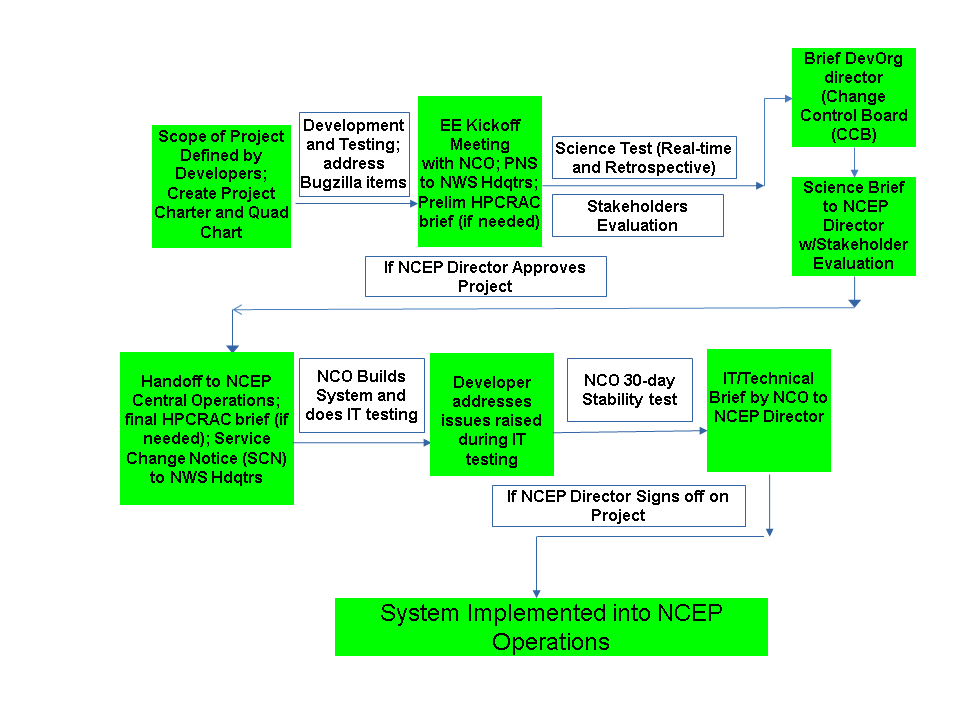 Scope of Project
Defined by
Developers;
Create Project
Charter and Quad
Chart
Development
and Testing;
address
Bugzilla items
EE Kickoff
Meeting
with NCO; PNS
to NWS Hdqtrs;
Prelim HPCRAC
brief (if needed)
Science Test (Real-time
and Retrospective)
Stakeholders
Evaluation
Brief DevOrg
director
(Change
Control Board
(CCB)
Science Brief
to NCEP
Director
w/Stakeholder
Evaluation
If NCEP Director Approves
Project
Handoff to NCEP
Central Operations;
final HPCRAC brief (if
needed); Service
Change Notice (SCN)
to NWS Hdqtrs
NCO Builds
System and
does IT testing
Developer
addresses
issues raised
during IT
testing
NCO 30-day
Stability test
IT/Technical
Brief by NCO to
NCEP Director
If NCEP Director Signs off on
Project
System Implemented into NCEP
Operations